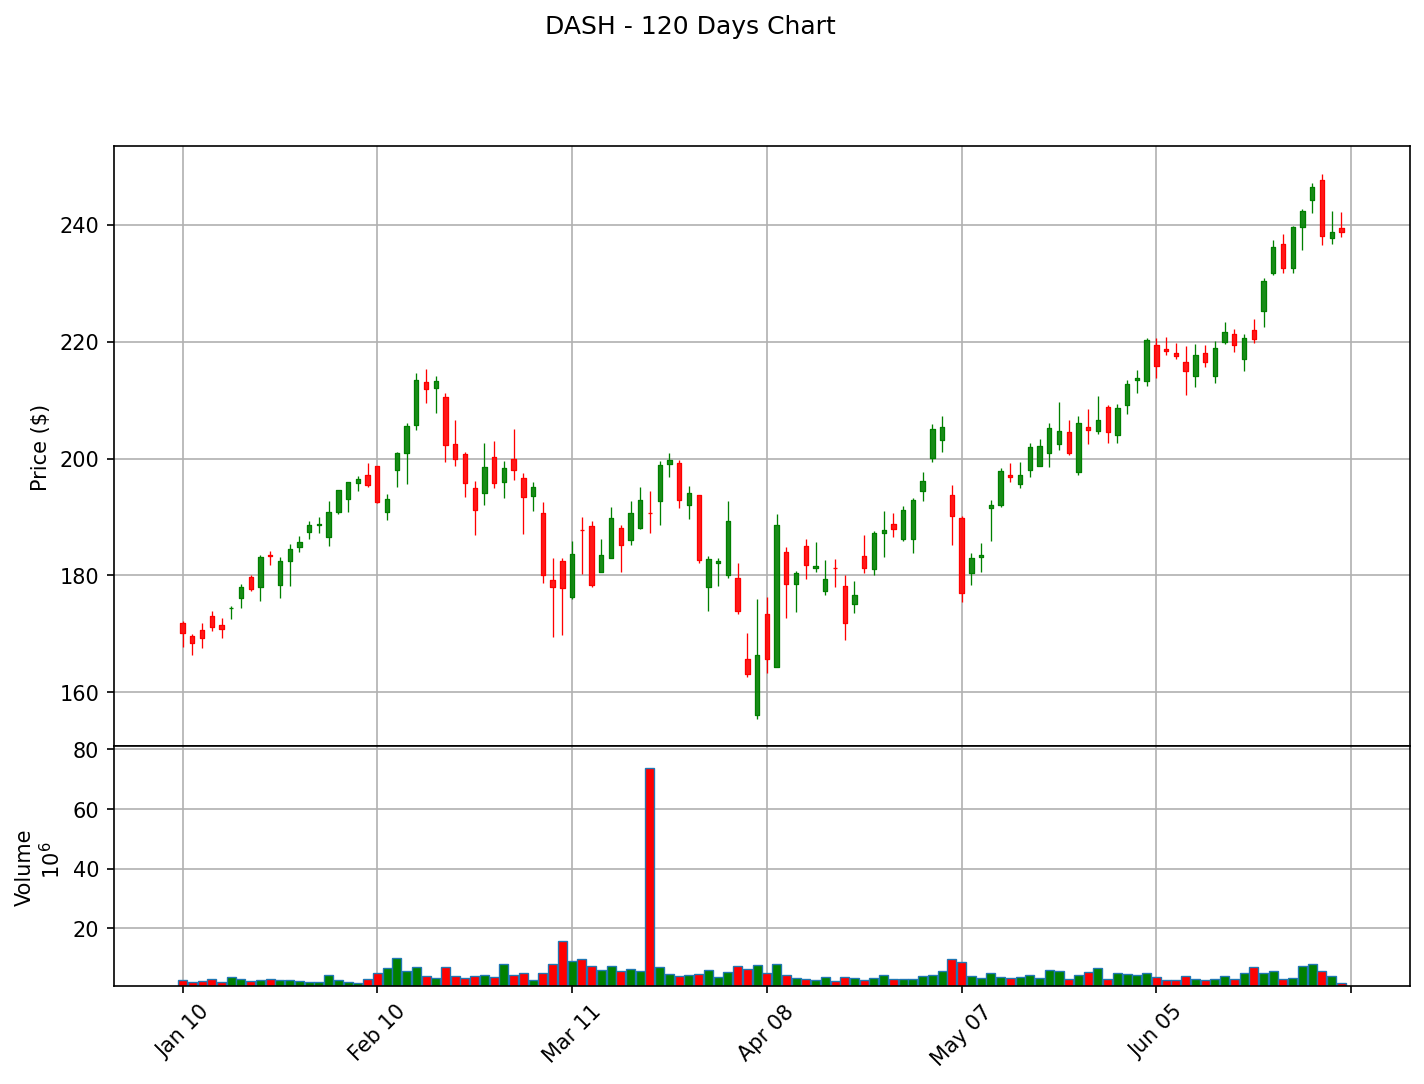 DASH - 120 Days Chart
Price ($)
240
220
200
180
160
Volume
10^6
80
60
40
20
Jan 10
Feb 10
Mar 11
Apr 08
May 07
Jun 05